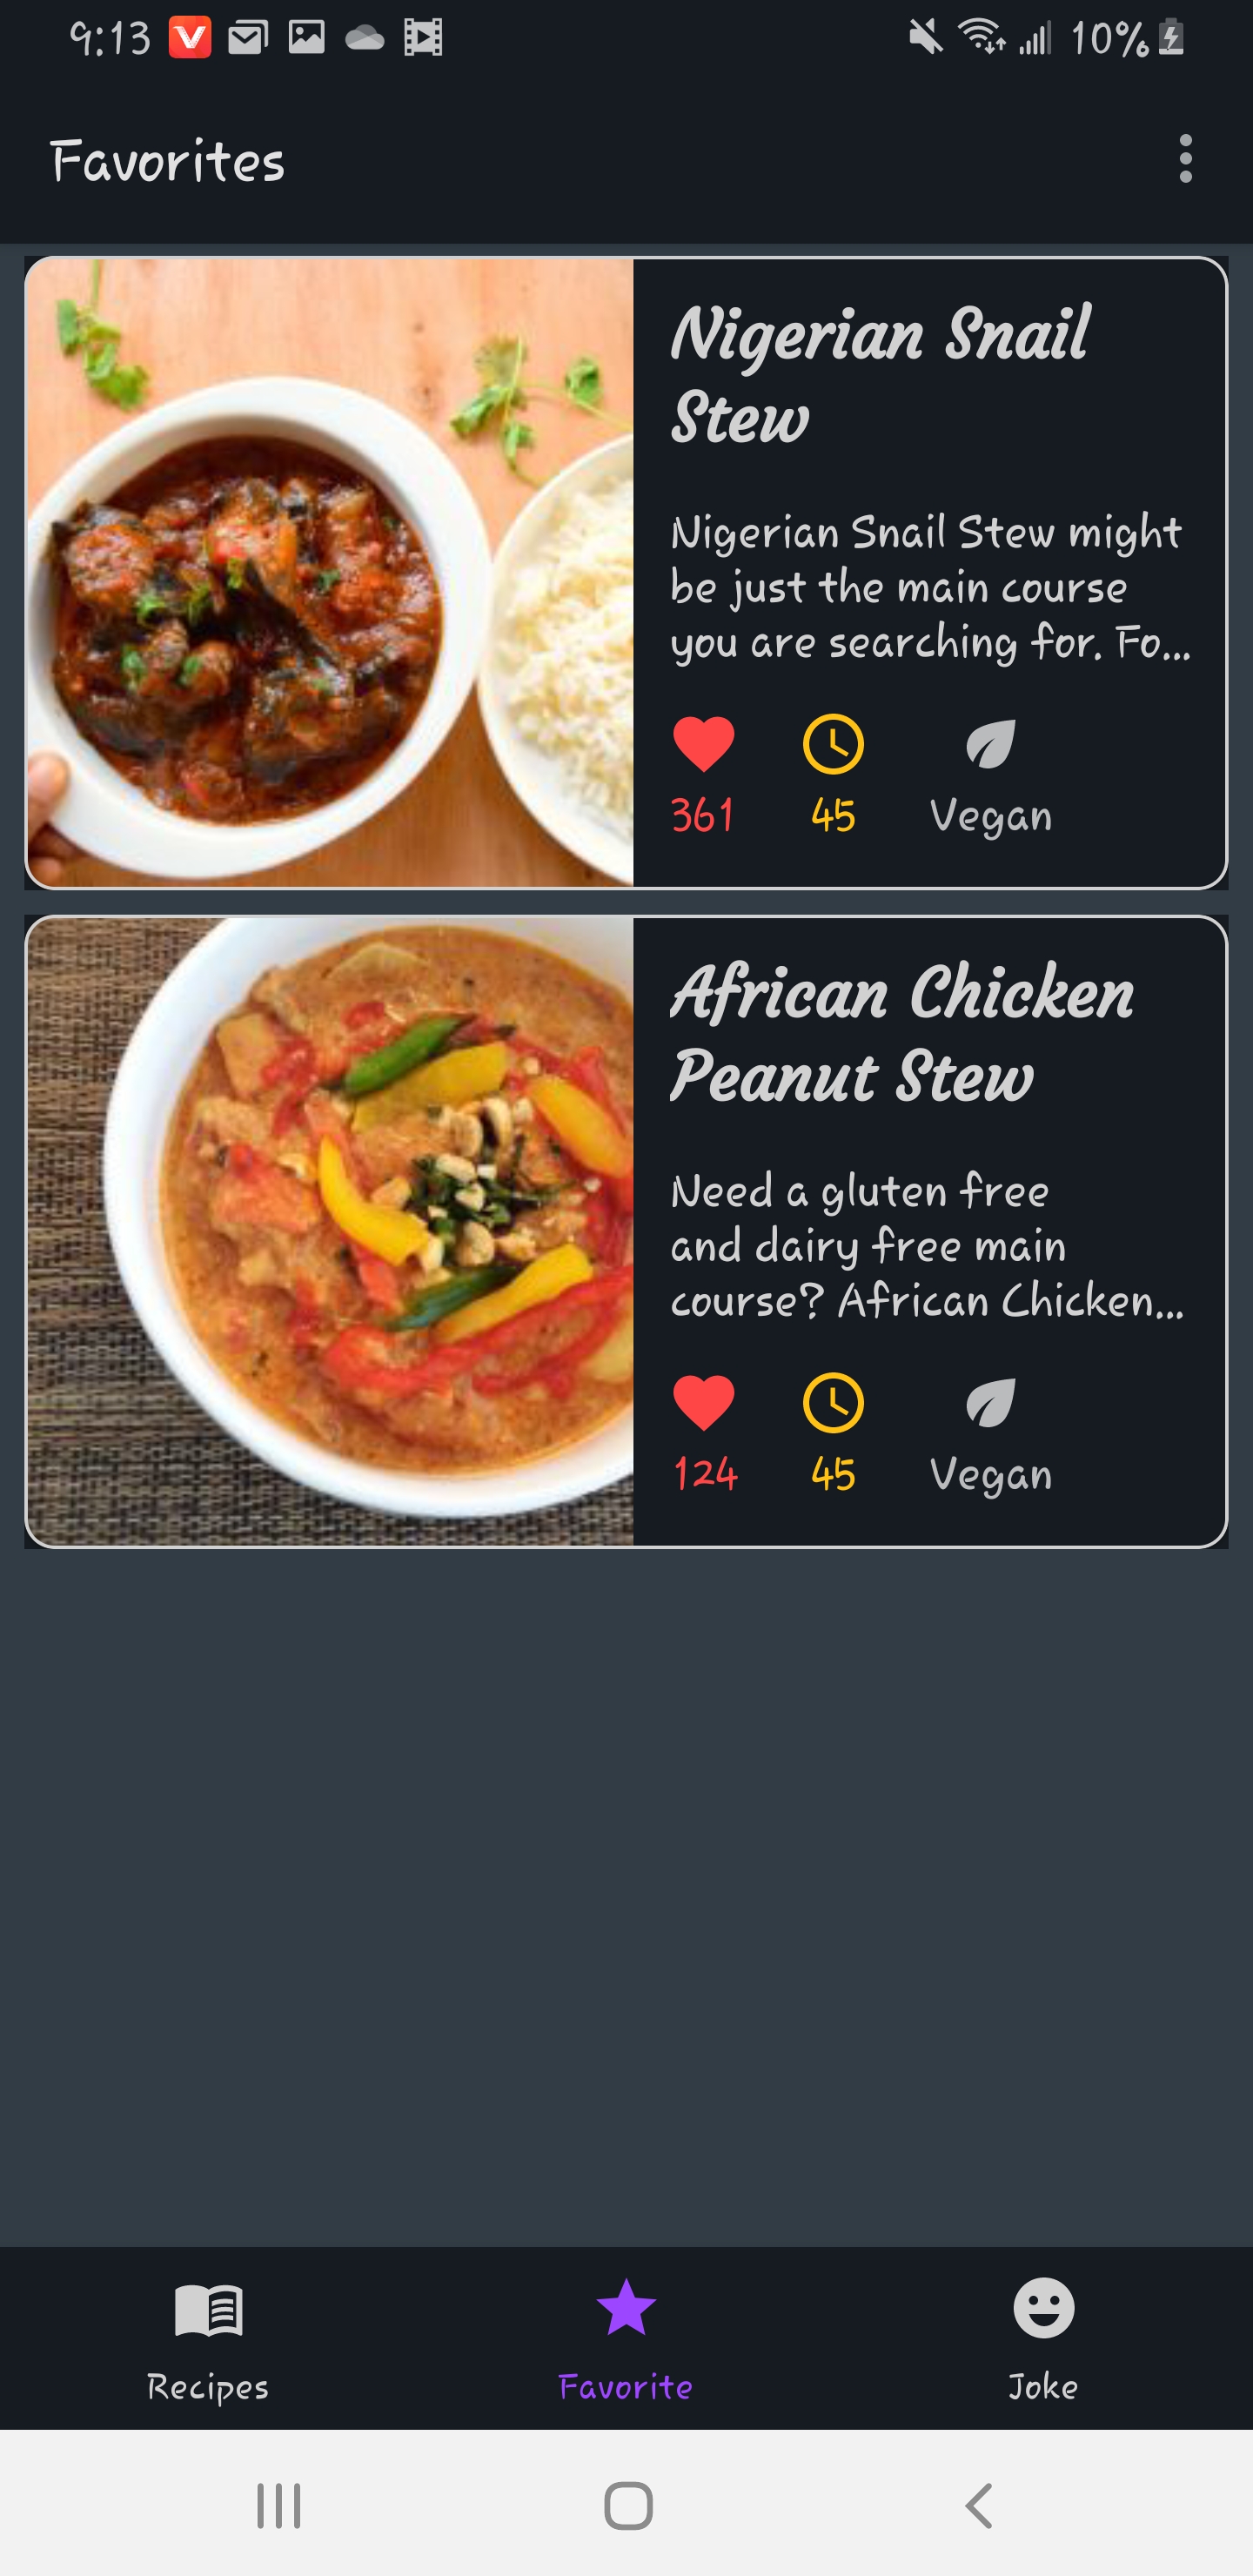 9:13 10%
Favorites
Nigerian Snail
Stew
Nigerian Snail Stew might
be just the main course
you are searching for. Fo...
361 45 Vegan
African Chicken
Peanut Stew
Need a gluten free
and dairy free main
course? African Chicken...
124 45 Vegan
Recipes Favorite Joke